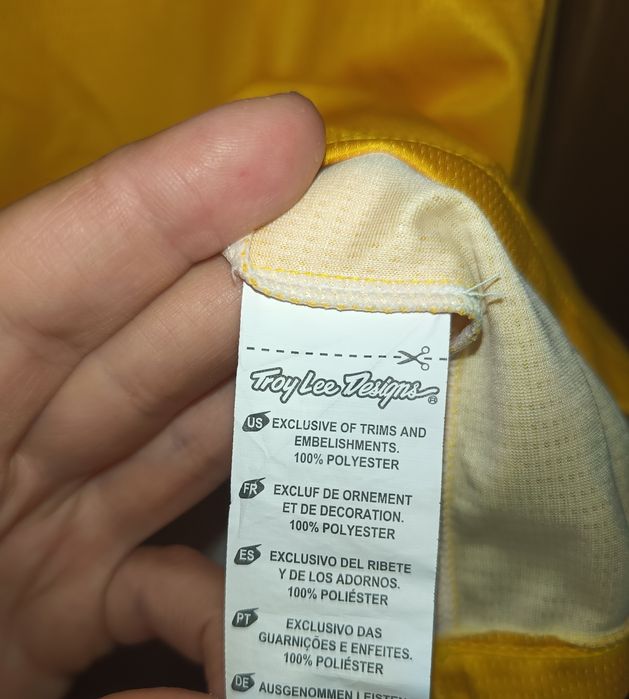 Troy Lee Designs®
US EXCLUSIVE OF TRIMS AND
EMBELISHMENTS.
100% POLYESTER
FR EXCLUF DE ORNEMENT
ET DE DECORATION.
100% POLYESTER
ES EXCLUSIVO DEL RIBETE
Y DE LOS ADORNOS.
100% POLIÉSTER
PT EXCLUSIVO DAS
GUARNIÇÕES E ENFEITES.
100% POLIÉSTER
DE AUSGENOMMEN LEISTEN